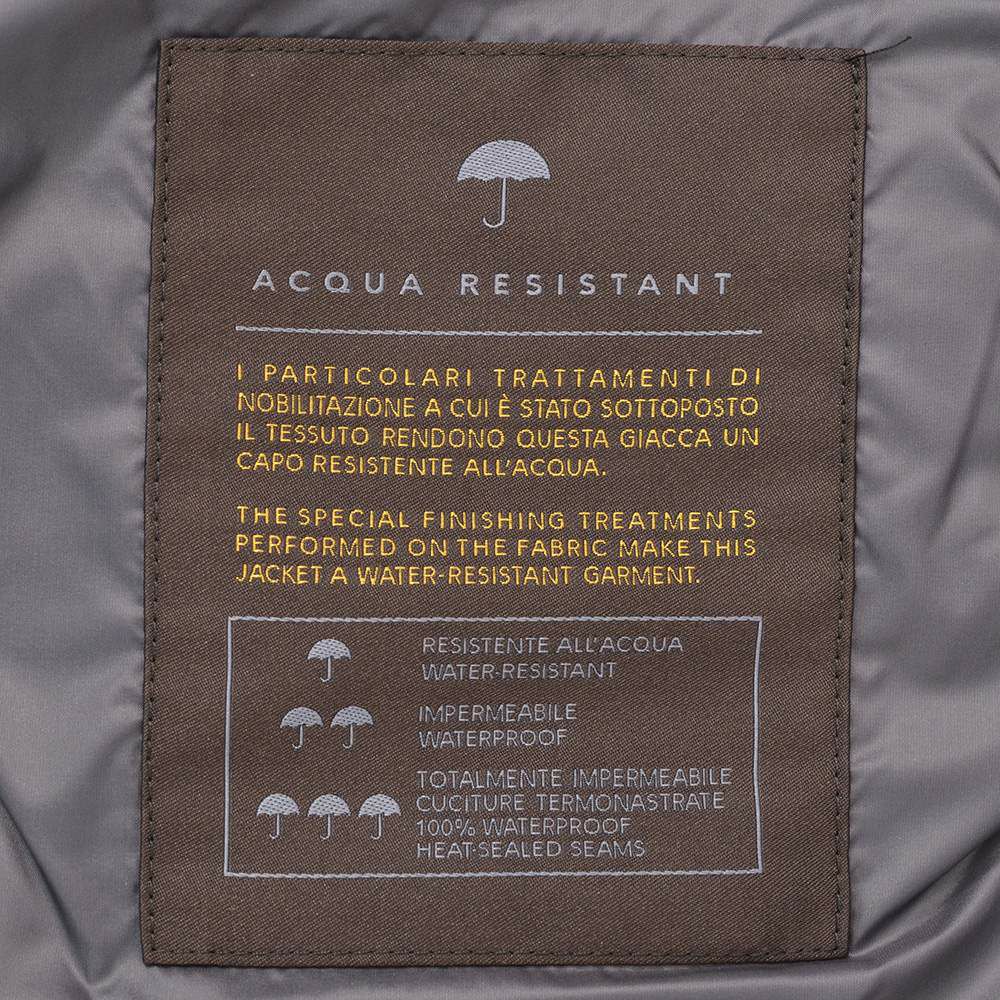 ACQUA RESISTANT
I PARTICOLARI TRATTAMENTI DI
NOBILITAZIONE A CUI È STATO SOTTOPOSTO
IL TESSUTO RENDONO QUESTA GIACCA UN
CAPO RESISTENTE ALL'ACQUA.
THE SPECIAL FINISHING TREATMENTS
PERFORMED ON THE FABRIC MAKE THIS
JACKET A WATER-RESISTANT GARMENT.
RESISTENTE ALL'ACQUA
WATER-RESISTANT
IMPERMEABILE
WATERPROOF
TOTALMENTE IMPERMEABILE
CUCITURE TERMONASTRATE
100% WATERPROOF
HEAT-SEALED SEAMS